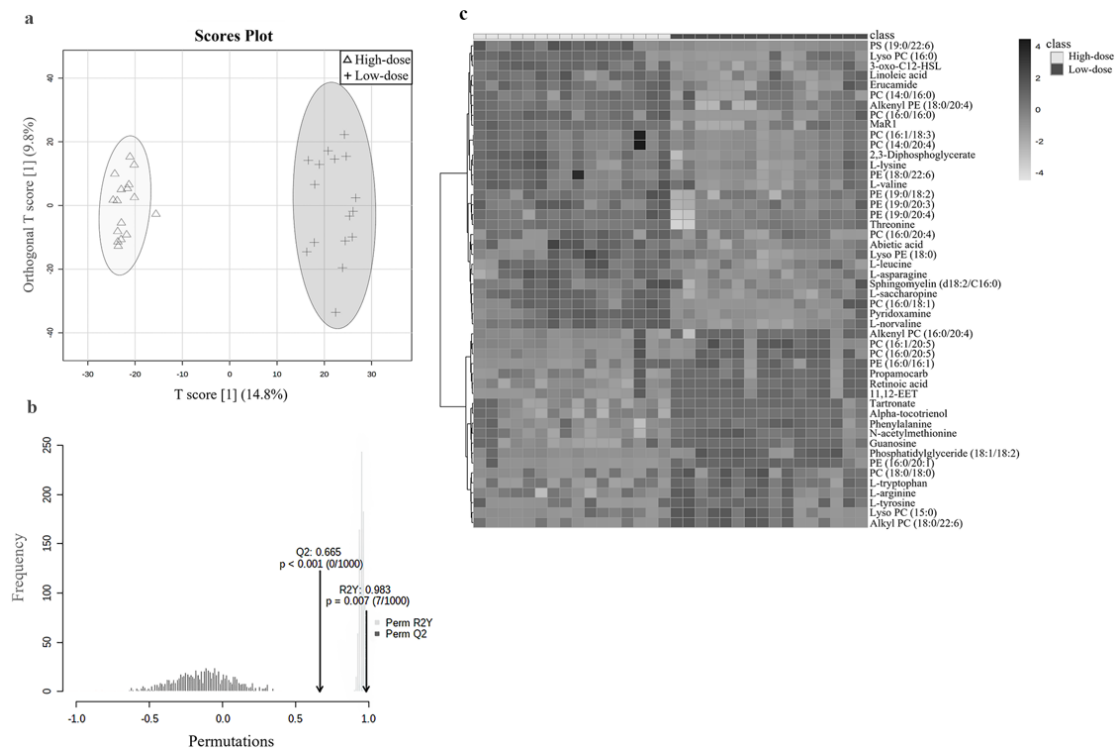 a
Scores Plot
High-dose
Low-dose
Orthogonal T score [1] (9.8%)
40
20
0
-20
-40
-30
-20
-10
0
10
20
30
T score [1] (14.8%)
b
Frequency
250
200
150
100
50
0
Q2: 0.665
p < 0.001 (0/1000)
R2Y: 0.983
p = 0.007 (7/1000)
Perm R2Y
Perm Q2
-1.0
-0.5
0.0
0.5
1.0
Permutations
c
class
PS (19:0/22:6)
Lyso PC (16:0)
3-oxo-C12-HSL
Linoleic acid
Erucamide
PC (14:0/16:0)
Alkenyl PE (18:0/20:4)
PC (16:0/16:0)
MaR1
PC (16:1/18:3)
PC (14:0/20:4)
2,3-Diphosphoglycerate
L-lysine
PE (18:0/22:6)
L-valine
PE (19:0/18:2)
PE (19:0/20:3)
PE (19:0/20:4)
Threonine
PC (16:0/20:4)
Abietic acid
Lyso PE (18:0)
L-leucine
L-asparagine
Sphingomyelin (d18:2/C16:0)
L-saccharopine
PC (16:0/18:1)
Pyridoxamine
L-norvaline
Alkenyl PC (16:0/20:4)
PC (16:1/20:5)
PC (16:0/20:5)
PE (16:0/16:1)
Propamocarb
Retinoic acid
11,12-EET
Tartronate
Alpha-tocotrienol
Phenylalanine
N-acetylmethionine
Guanosine
Phosphatidylglyceride (18:1/18:2)
PE (16:0/20:1)
PC (18:0/18:0)
L-tryptophan
L-arginine
L-tyrosine
Lyso PC (15:0)
Alkyl PC (18:0/22:6)
4
2
0
-2
-4
class
High-dose
Low-dose